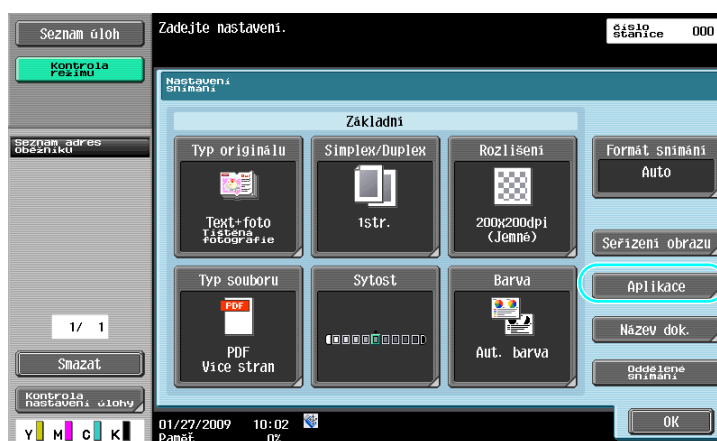 Seznam úloh
Kontrola
režimu
Seznam adres
oběžníku
1/ 1
Smazat
Kontrola
nastavení úlohy
Y M C K
Zadejte nastavení.
číslo
stanice 000
Nastavení
snímání
Základní
Typ originálu
Text+foto
Tištěná
fotografie
Simplex/Duplex
1str.
Rozlišení
200x200dpi
(Jemné)
Typ souboru
PDF
PDF
Více stran
Sytost
Barva
Aut. barva
Formát snímání
Auto
Seřízení obrazu
Aplikace
Název dok.
Oddělené
snímání
OK
01/27/2009 10:02
Paměť 0%